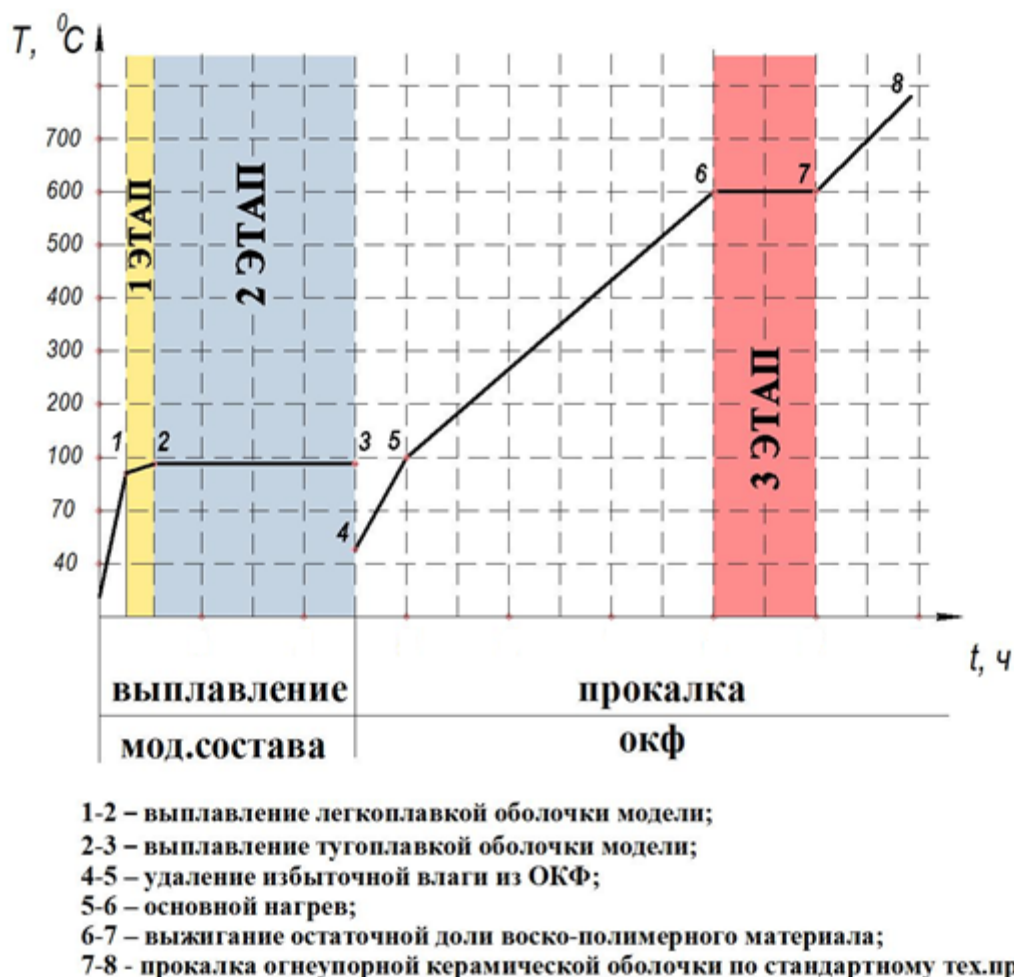 T, ⁰C
700
600
500
400
300
200
100
70
40
1 ЭТАП
2 ЭТАП
3 ЭТАП
1
2
3
4
5
6
7
8
t, ч
выплавление
прокалка
мод.состава
окф
1-2 – выплавление легкоплавкой оболочки модели;
2-3 – выплавление тугоплавкой оболочки модели;
4-5 – удаление избыточной влаги из ОКФ;
5-6 – основной нагрев;
6-7 – выжигание остаточной доли воско-полимерного материала;
7-8 - прокалка огнеупорной керамической оболочки по стандартному тех.пр